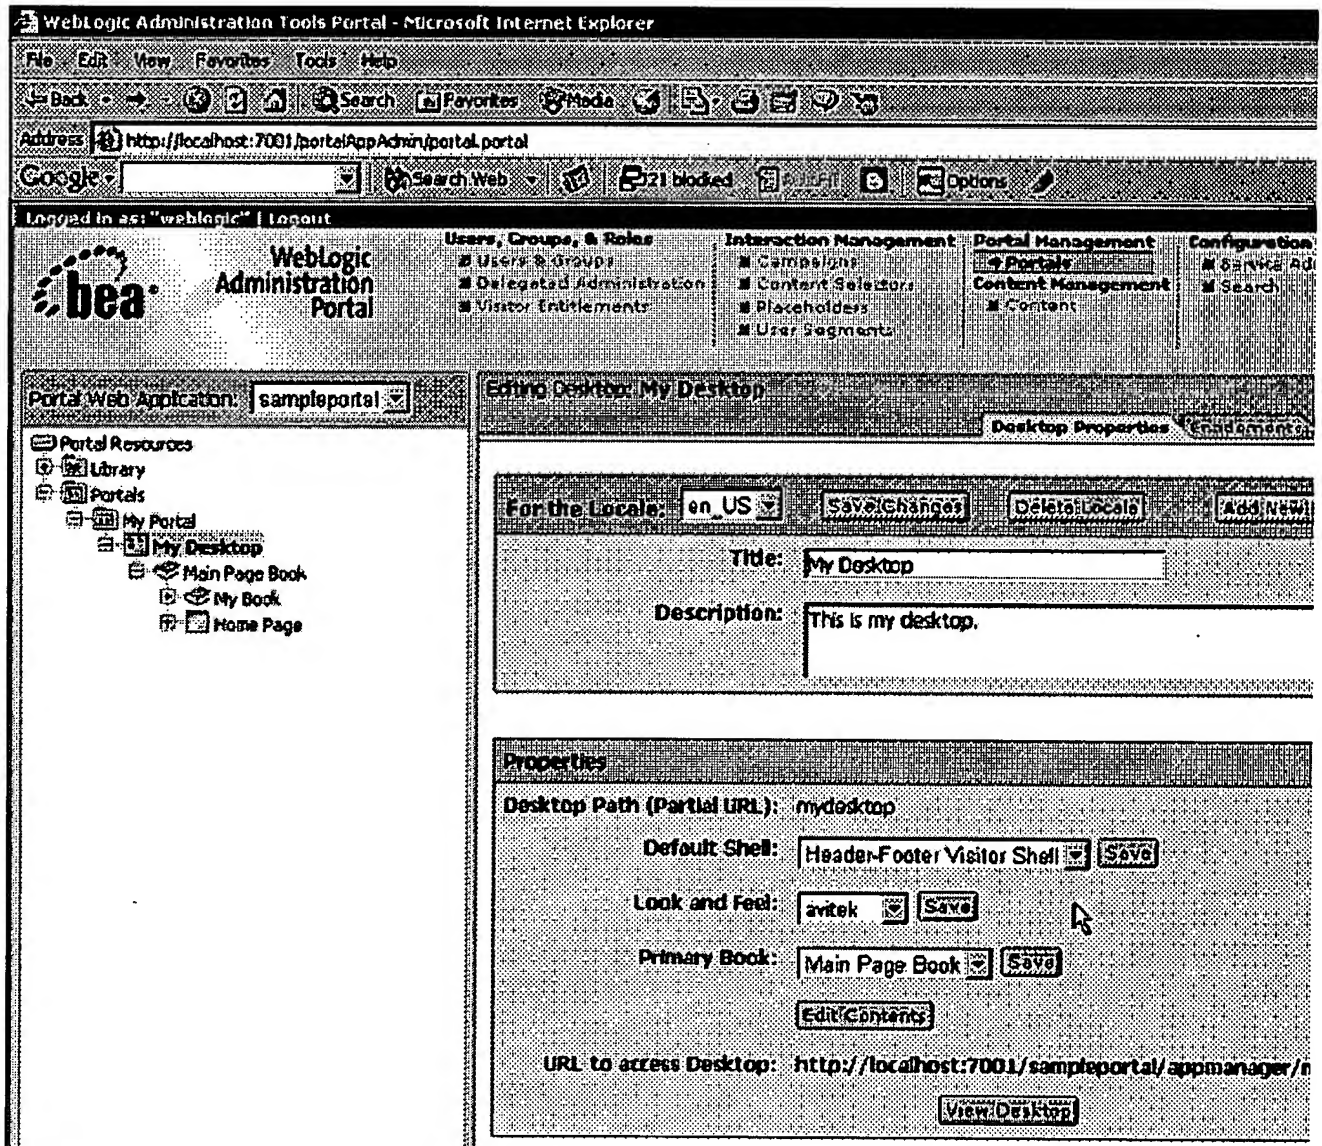 WebLogic Administration Tools Portal - Microsoft Internet Explorer
File Edit View Favorites Tools Help
Back Search Favorites Media
Address http://localhost:7001/portalAppAdmin/portal.portal
Google Search Web 521 blocked AutoFill Options
Logged in as: "weblogic" | Logout
bea WebLogic Administration Portal
Users, Groups, & Roles
Users & Groups
Delegated Administration
Visitor Entitlements
Interaction Management
Campaigns
Content Selectors
Placeholders
User Segments
Portal Management
Portals
Content Management
Content
Configuration
Service Ad
Search
Portal Web Application: sampleportal
Portal Resources
Library
Portals
My Portal
My Desktop
Main Page Book
My Book
Home Page
Editing Desktop: My Desktop
Desktop Properties Entitlements
For the Locale: en_US Save Changes Delete Locale Add New
Title: My Desktop
Description: This is my desktop.
Properties
Desktop Path (Partial URL): mydesktop
Default Shell: Header-Footer Visitor Shell Save
Look and Feel: avitek Save
Primary Book: Main Page Book Save
Edit Contents
URL to access Desktop: http://localhost:7001/sampleportal/appmanager/
View Desktop